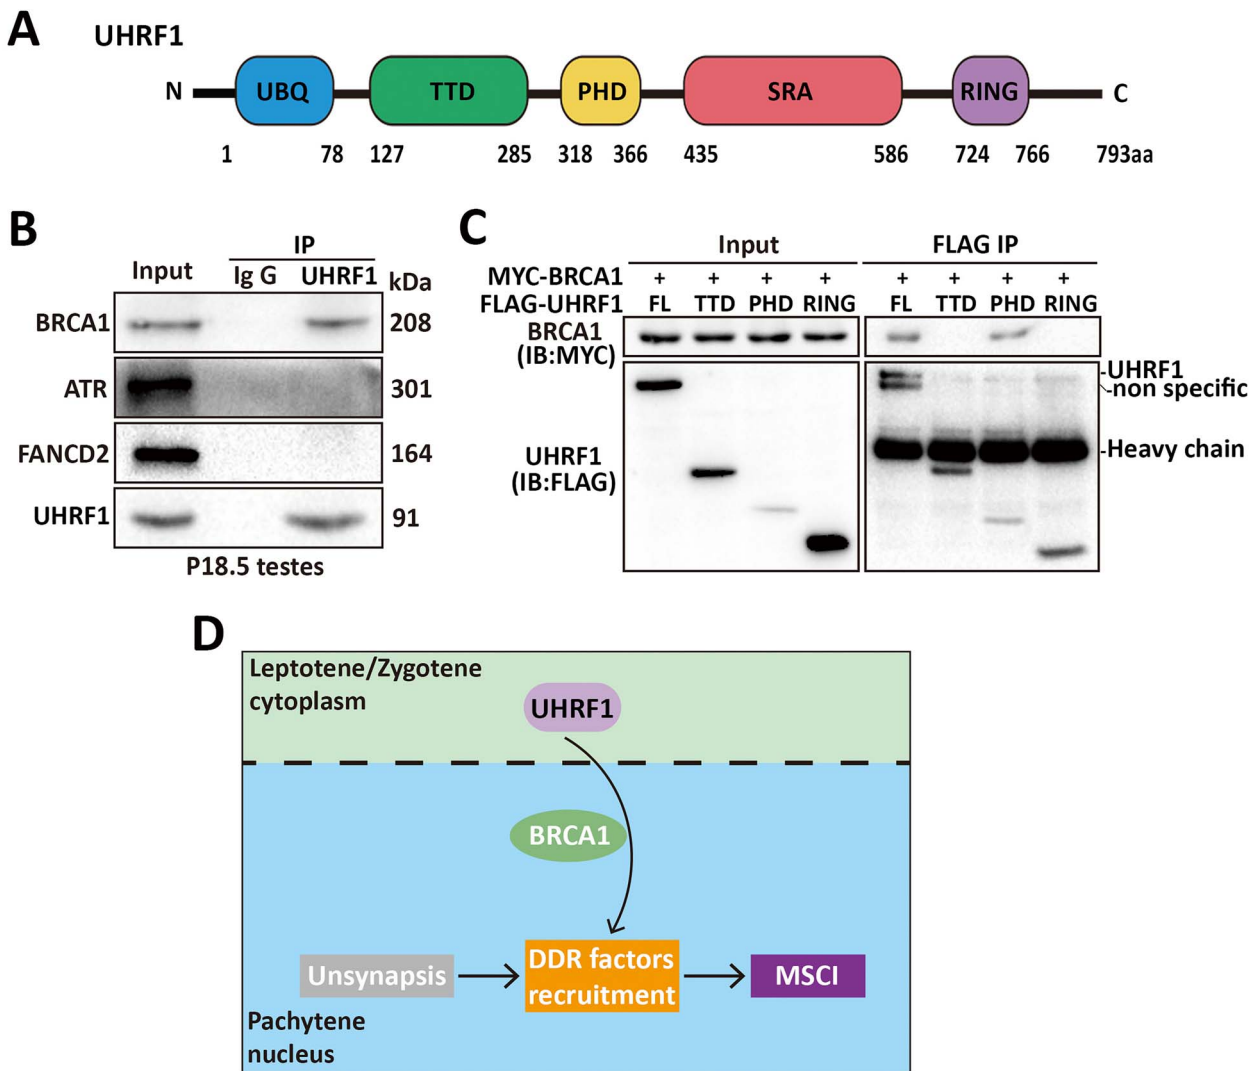 A
UHRF1
N UBQ TTD PHD SRA RING C
1 78 127 285 318 366 435 586 724 766 793aa
B
IP
Input Ig G UHRF1 kDa
BRCA1 208
ATR 301
FANCD2 164
UHRF1 91
P18.5 testes
C
Input FLAG IP
MYC-BRCA1 + + + + + + + +
FLAG-UHRF1 FL TTD PHD RING FL TTD PHD RING
BRCA1
(IB:MYC)
UHRF1
(IB:FLAG)
-UHRF1
-non specific
-Heavy chain
D
Leptotene/Zygotene
cytoplasm
UHRF1
BRCA1
Unsynapsis
DDR factors
recruitment
MSCI
Pachytene
nucleus